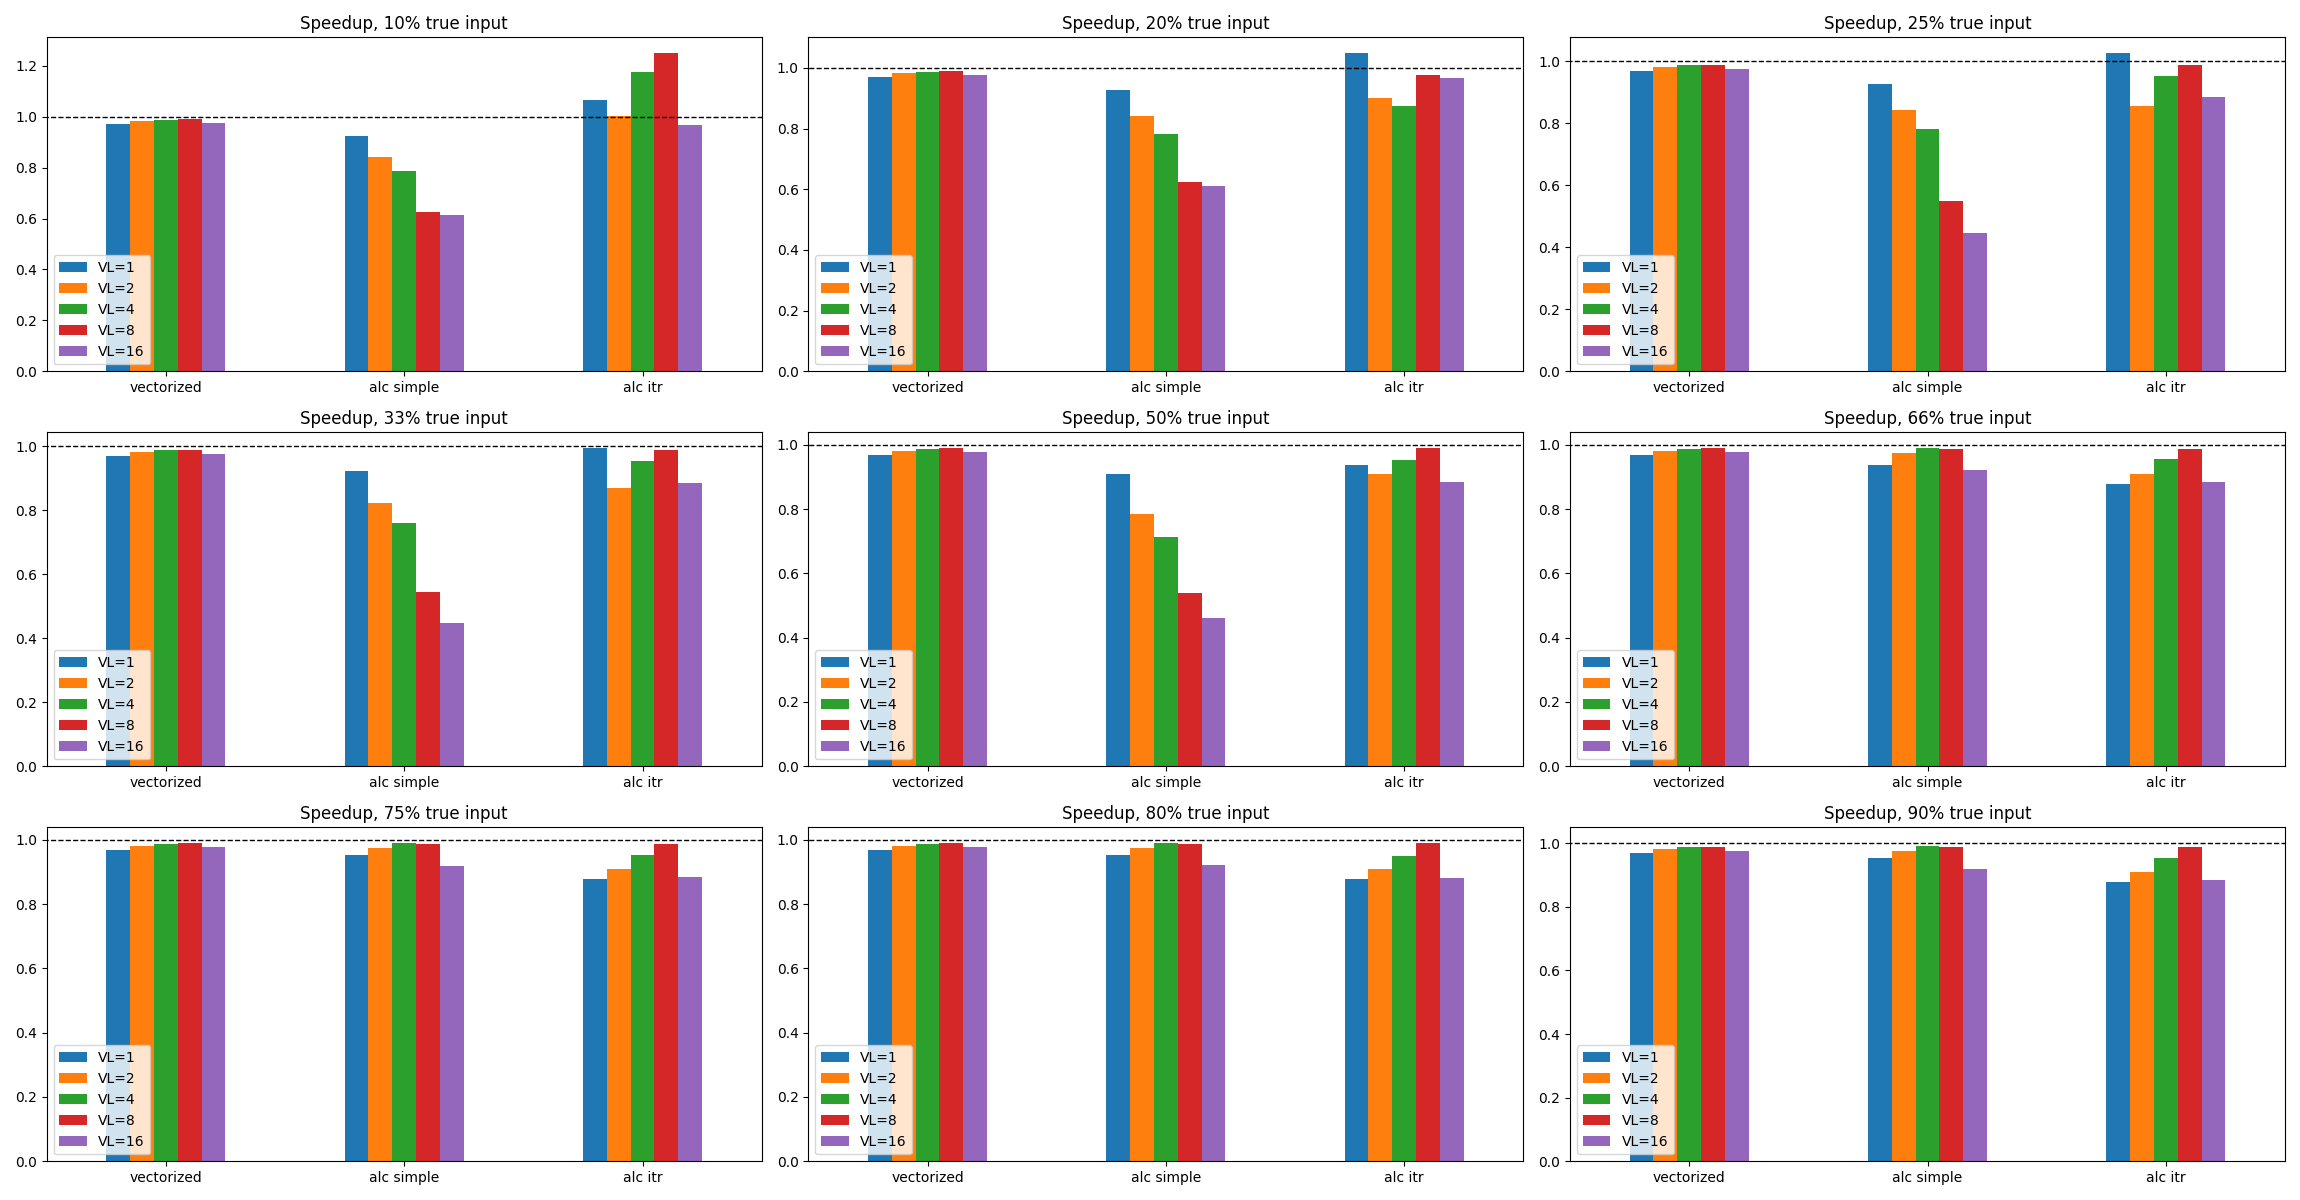 Speedup, 10% true input
1.2
1.0
0.8
0.6
0.4
0.2
0.0
VL=1
VL=2
VL=4
VL=8
VL=16
vectorized
alc simple
alc itr
Speedup, 20% true input
1.0
0.8
0.6
0.4
0.2
0.0
VL=1
VL=2
VL=4
VL=8
VL=16
vectorized
alc simple
alc itr
Speedup, 25% true input
1.0
0.8
0.6
0.4
0.2
0.0
VL=1
VL=2
VL=4
VL=8
VL=16
vectorized
alc simple
alc itr
Speedup, 33% true input
1.0
0.8
0.6
0.4
0.2
0.0
VL=1
VL=2
VL=4
VL=8
VL=16
vectorized
alc simple
alc itr
Speedup, 50% true input
1.0
0.8
0.6
0.4
0.2
0.0
VL=1
VL=2
VL=4
VL=8
VL=16
vectorized
alc simple
alc itr
Speedup, 66% true input
1.0
0.8
0.6
0.4
0.2
0.0
VL=1
VL=2
VL=4
VL=8
VL=16
vectorized
alc simple
alc itr
Speedup, 75% true input
1.0
0.8
0.6
0.4
0.2
0.0
VL=1
VL=2
VL=4
VL=8
VL=16
vectorized
alc simple
alc itr
Speedup, 80% true input
1.0
0.8
0.6
0.4
0.2
0.0
VL=1
VL=2
VL=4
VL=8
VL=16
vectorized
alc simple
alc itr
Speedup, 90% true input
1.0
0.8
0.6
0.4
0.2
0.0
VL=1
VL=2
VL=4
VL=8
VL=16
vectorized
alc simple
alc itr